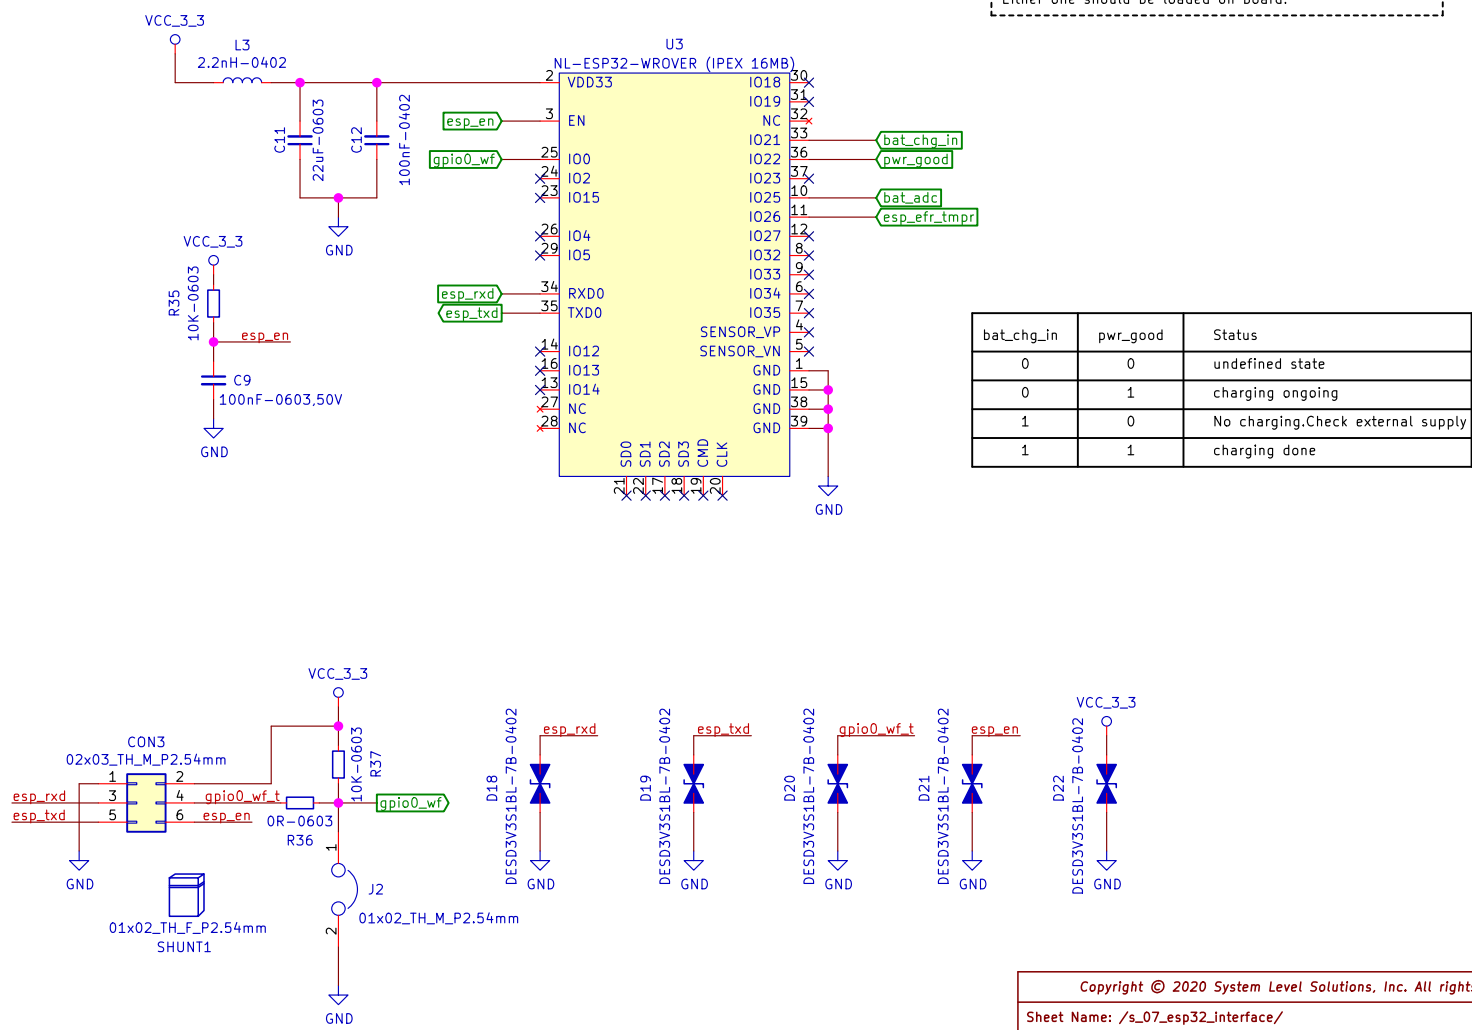 Either one should be loaded on board.
VCC_3_3
L3
2.2nH-0402
C11
22uF-0603
C12
100nF-0402
GND
U3
NL-ESP32-WROVER (IPEX 16MB)
2 VDD33
esp_en 3 EN
gpio0_wf 25 IO0
24 IO2
23 IO15
26 IO4
29 IO5
esp_rxd 34 RXD0
esp_txd 35 TXD0
14 IO12
16 IO13
13 IO14
27 NC
28 NC
IO18 30
IO19 31
NC 32
IO21 33 bat_chg_in
IO22 36 pwr_good
IO23 37
IO25 10 bat_adc
IO26 11 esp_efr_tmpr
IO27 12
IO32 8
IO33 9
IO34 6
IO35 7
SENSOR_VP 4
SENSOR_VN 5
GND 1
GND 15
GND 38
GND 39
SD0 SD1 SD2 SD3 CMD CLK
21 22 17 18 19 20
GND
VCC_3_3
R35
10K-0603
esp_en
C9
100nF-0603,50V
GND
bat_chg_in pwr_good Status
0 0 undefined state
0 1 charging ongoing
1 0 No charging.Check external supply
1 1 charging done
VCC_3_3
CON3
02x03_TH_M_P2.54mm
1 2
esp_rxd 3 4 gpio0_wf_t
esp_txd 5 6 esp_en
GND
10K-0603
R37
gpio0_wf
0R-0603
R36
1
J2
01x02_TH_M_P2.54mm
2
GND
01x02_TH_F_P2.54mm
SHUNT1
D18
DESD3V3S1BL-7B-0402
esp_rxd
GND
D19
DESD3V3S1BL-7B-0402
esp_txd
GND
D20
DESD3V3S1BL-7B-0402
gpio0_wf_t
GND
D21
DESD3V3S1BL-7B-0402
esp_en
GND
D22
DESD3V3S1BL-7B-0402
VCC_3_3
GND
Copyright © 2020 System Level Solutions, Inc. All rights
Sheet Name: /s_07_esp32_interface/